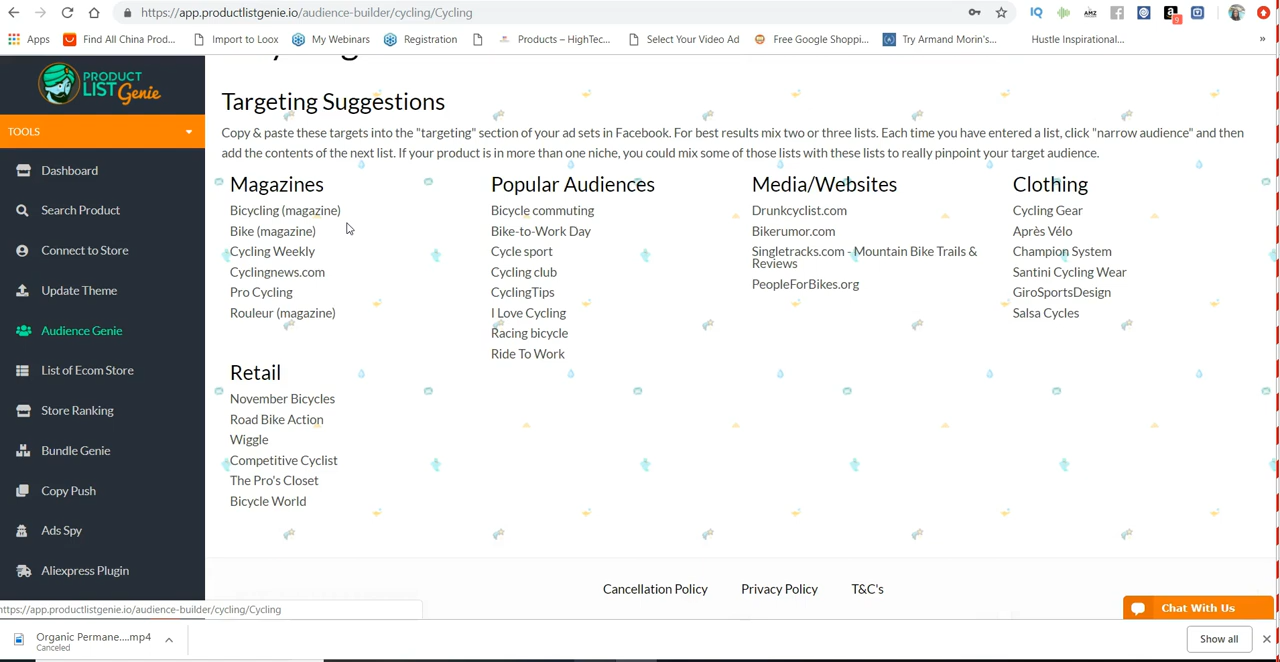 https://app.productlistgenie.io/audience-builder/cycling/Cycling
IQ
AMZ
9
Apps
Find All China Prod...
Import to Loox
My Webinars
Registration
Products – HighTec...
Select Your Video Ad
Free Google Shoppi...
Try Armand Morin's...
Hustle Inspirational...
»
PRODUCT
LIST Genie
TOOLS
Dashboard
Search Product
Connect to Store
Update Theme
Audience Genie
List of Ecom Store
Store Ranking
Bundle Genie
Copy Push
Ads Spy
Aliexpress Plugin
Targeting Suggestions
Copy & paste these targets into the "targeting" section of your ad sets in Facebook. For best results mix two or three lists. Each time you have entered a list, click "narrow audience" and then
add the contents of the next list. If your product is in more than one niche, you could mix some of those lists with these lists to really pinpoint your target audience.
Magazines
Bicycling (magazine)
Bike (magazine)
Cycling Weekly
Cyclingnews.com
Pro Cycling
Rouleur (magazine)
Popular Audiences
Bicycle commuting
Bike-to-Work Day
Cycle sport
Cycling club
CyclingTips
I Love Cycling
Racing bicycle
Ride To Work
Media/Websites
Drunkcyclist.com
Bikerumor.com
Singletracks.com - Mountain Bike Trails &
Reviews
PeopleForBikes.org
Clothing
Cycling Gear
Après Vélo
Champion System
Santini Cycling Wear
GiroSportsDesign
Salsa Cycles
Retail
November Bicycles
Road Bike Action
Wiggle
Competitive Cyclist
The Pro's Closet
Bicycle World
Cancellation Policy
Privacy Policy
T&C's
Chat With Us
https://app.productlistgenie.io/audience-builder/cycling/Cycling
Organic Permane....mp4
Canceled
Show all